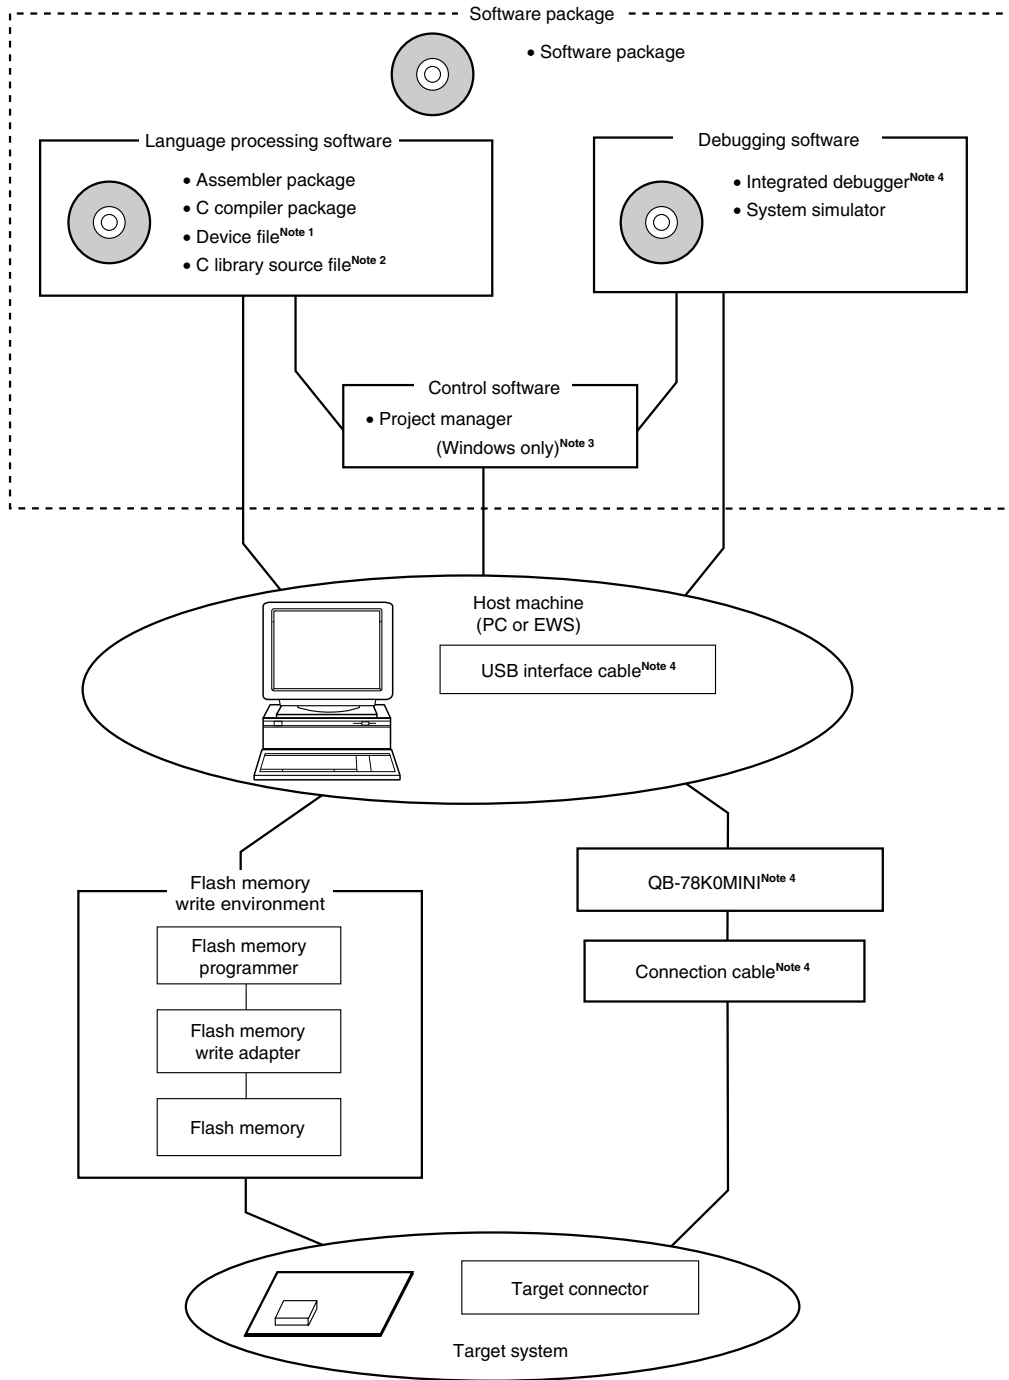 Software package
• Software package
Language processing software
• Assembler package
• C compiler package
• Device fileNote 1
• C library source fileNote 2
Debugging software
• Integrated debuggerNote 4
• System simulator
Control software
• Project manager
(Windows only)Note 3
Host machine
(PC or EWS)
USB interface cableNote 4
Flash memory
write environment
Flash memory
programmer
Flash memory
write adapter
Flash memory
QB-78K0MININote 4
Connection cableNote 4
Target connector
Target system